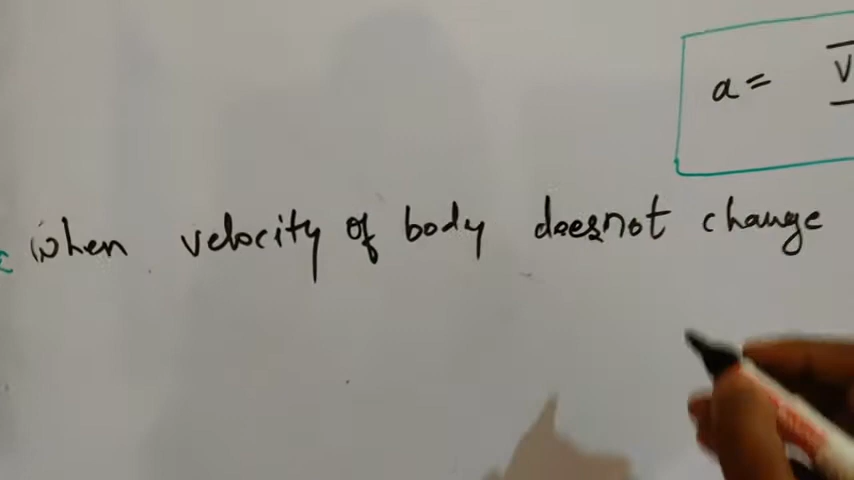 a = V
when velocity of body doesnot change